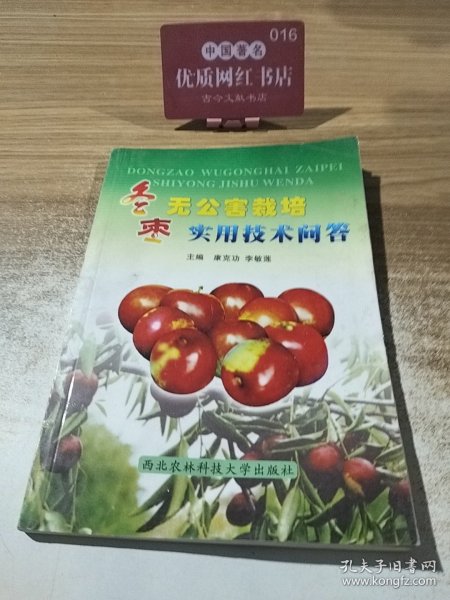 016
中国著名
优质网红书店
古今文献书店
DONGZAO WUGONGHAI ZAIPEI
SHIYONG JISHU WENDA
冬枣
无公害栽培
实用技术问答
主编 康克功 李敏莲
西北农林科技大学出版社
孔夫子旧书网
www.kongfz.com